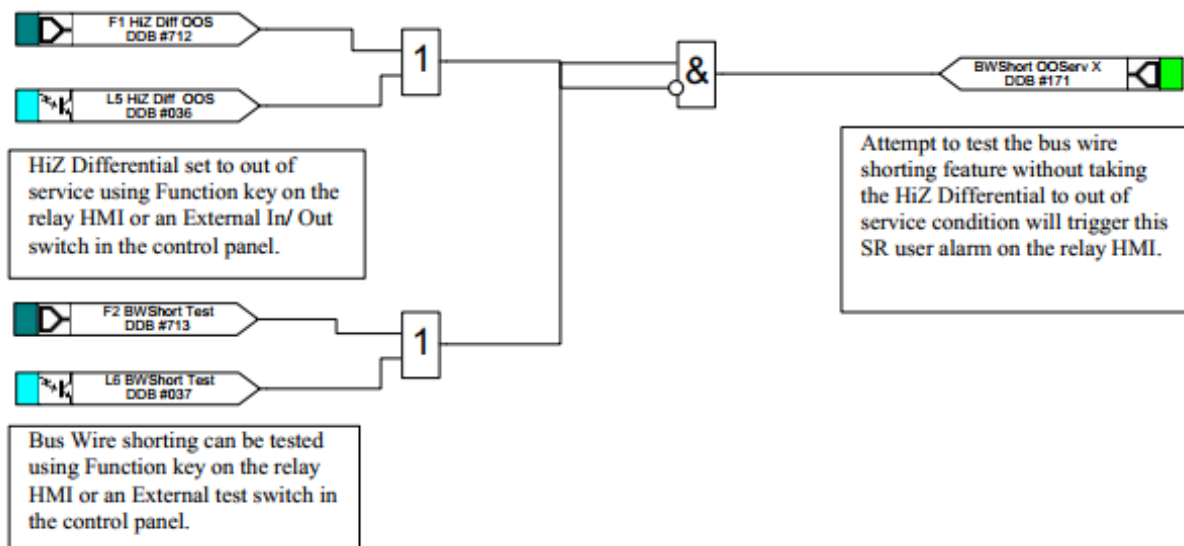 F1 HiZ Diff OOS
DDB #712
1
&
BWShort OOServ X
DDB #171
L5 HiZ Diff OOS
DDB #036
HiZ Differential set to out of
service using Function key on the
relay HMI or an External In/ Out
switch in the control panel.
Attempt to test the bus wire
shorting feature without taking
the HiZ Differential to out of
service condition will trigger this
SR user alarm on the relay HMI.
F2 BWShort Test
DDB #713
1
L6 BWShort Test
DDB #037
Bus Wire shorting can be tested
using Function key on the relay
HMI or an External test switch in
the control panel.